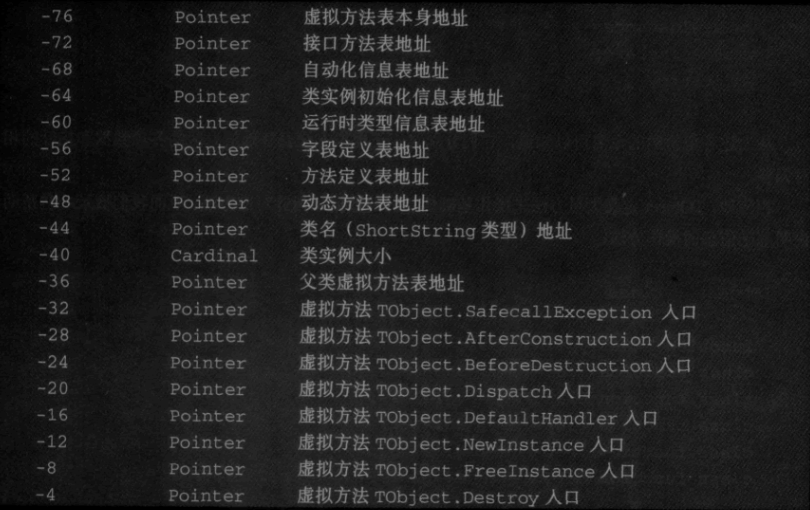 -76 Pointer 虚拟方法表本身地址
-72 Pointer 接口方法表地址
-68 Pointer 自动化信息表地址
-64 Pointer 类实例初始化信息表地址
-60 Pointer 运行时类型信息表地址
-56 Pointer 字段定义表地址
-52 Pointer 方法定义表地址
-48 Pointer 动态方法表地址
-44 Pointer 类名（ShortString 类型）地址
-40 Cardinal 类实例大小
-36 Pointer 父类虚拟方法表地址
-32 Pointer 虚拟方法 TObject.SafecallException 入口
-28 Pointer 虚拟方法 TObject.AfterConstruction 入口
-24 Pointer 虚拟方法 TObject.BeforeDestruction 入口
-20 Pointer 虚拟方法 TObject.Dispatch 入口
-16 Pointer 虚拟方法 TObject.DefaultHandler 入口
-12 Pointer 虚拟方法 TObject.NewInstance 入口
-8 Pointer 虚拟方法 TObject.FreeInstance 入口
-4 Pointer 虚拟方法 TObject.Destroy 入口